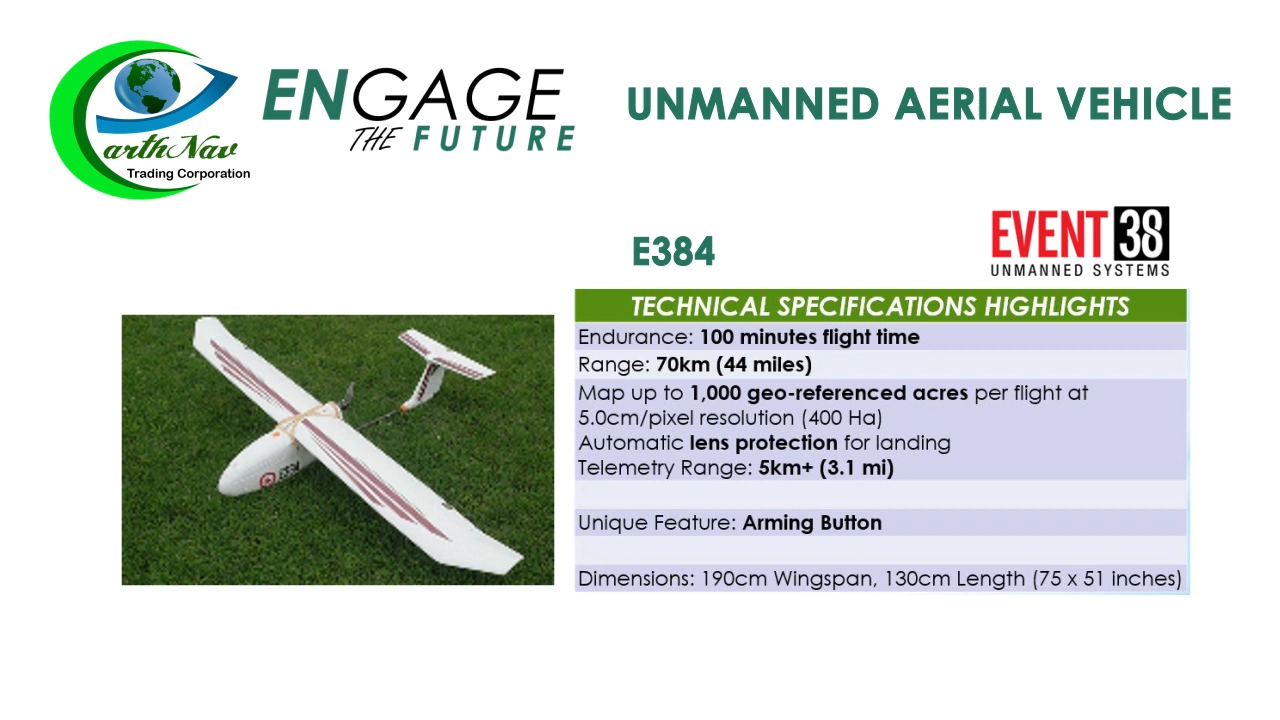 arthNav
Trading Corporation
ENGAGE
THE FUTURE
UNMANNED AERIAL VEHICLE
E384
EVENT 38
UNMANNED SYSTEMS
TECHNICAL SPECIFICATIONS HIGHLIGHTS
Endurance: 100 minutes flight time
Range: 70km (44 miles)
Map up to 1,000 geo-referenced acres per flight at
5.0cm/pixel resolution (400 Ha)
Automatic lens protection for landing
Telemetry Range: 5km+ (3.1 mi)
Unique Feature: Arming Button
Dimensions: 190cm Wingspan, 130cm Length (75 x 51 inches)
E384